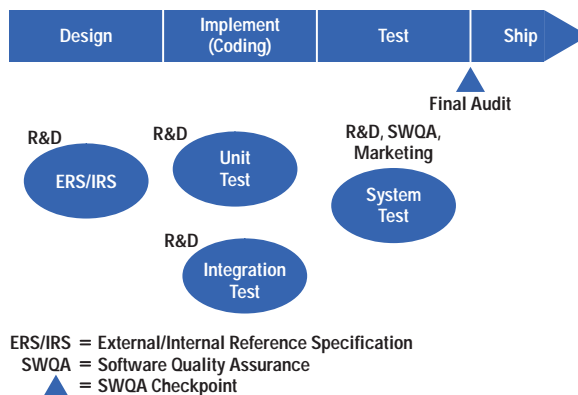 Design
Implement
(Coding)
Test
Ship
Final Audit
R&D
ERS/IRS
R&D
Unit
Test
R&D, SWQA,
Marketing
System
Test
R&D
Integration
Test
ERS/IRS = External/Internal Reference Specification
SWQA = Software Quality Assurance
= SWQA Checkpoint